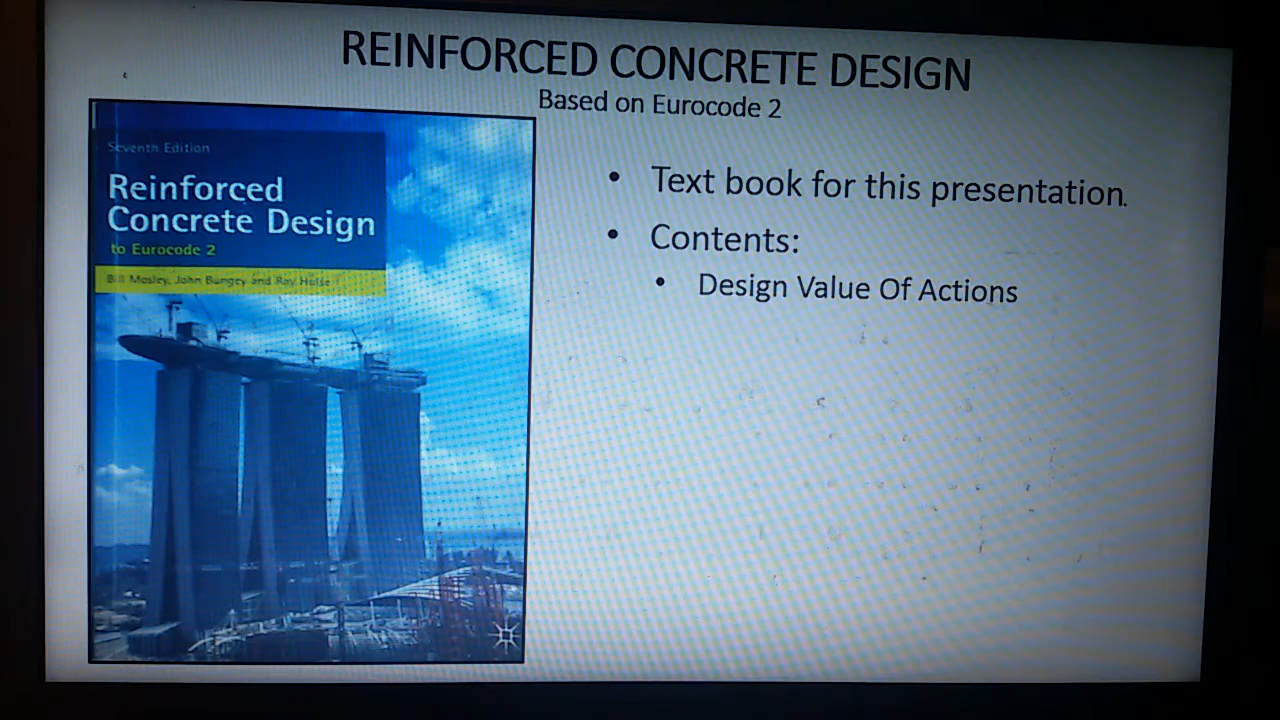 REINFORCED CONCRETE DESIGN
Based on Eurocode 2
Seventh Edition
Reinforced
Concrete Design
to Eurocode 2
Bill Mosley, John Bungey and Ray Hulse
• Text book for this presentation.
• Contents:
• Design Value Of Actions